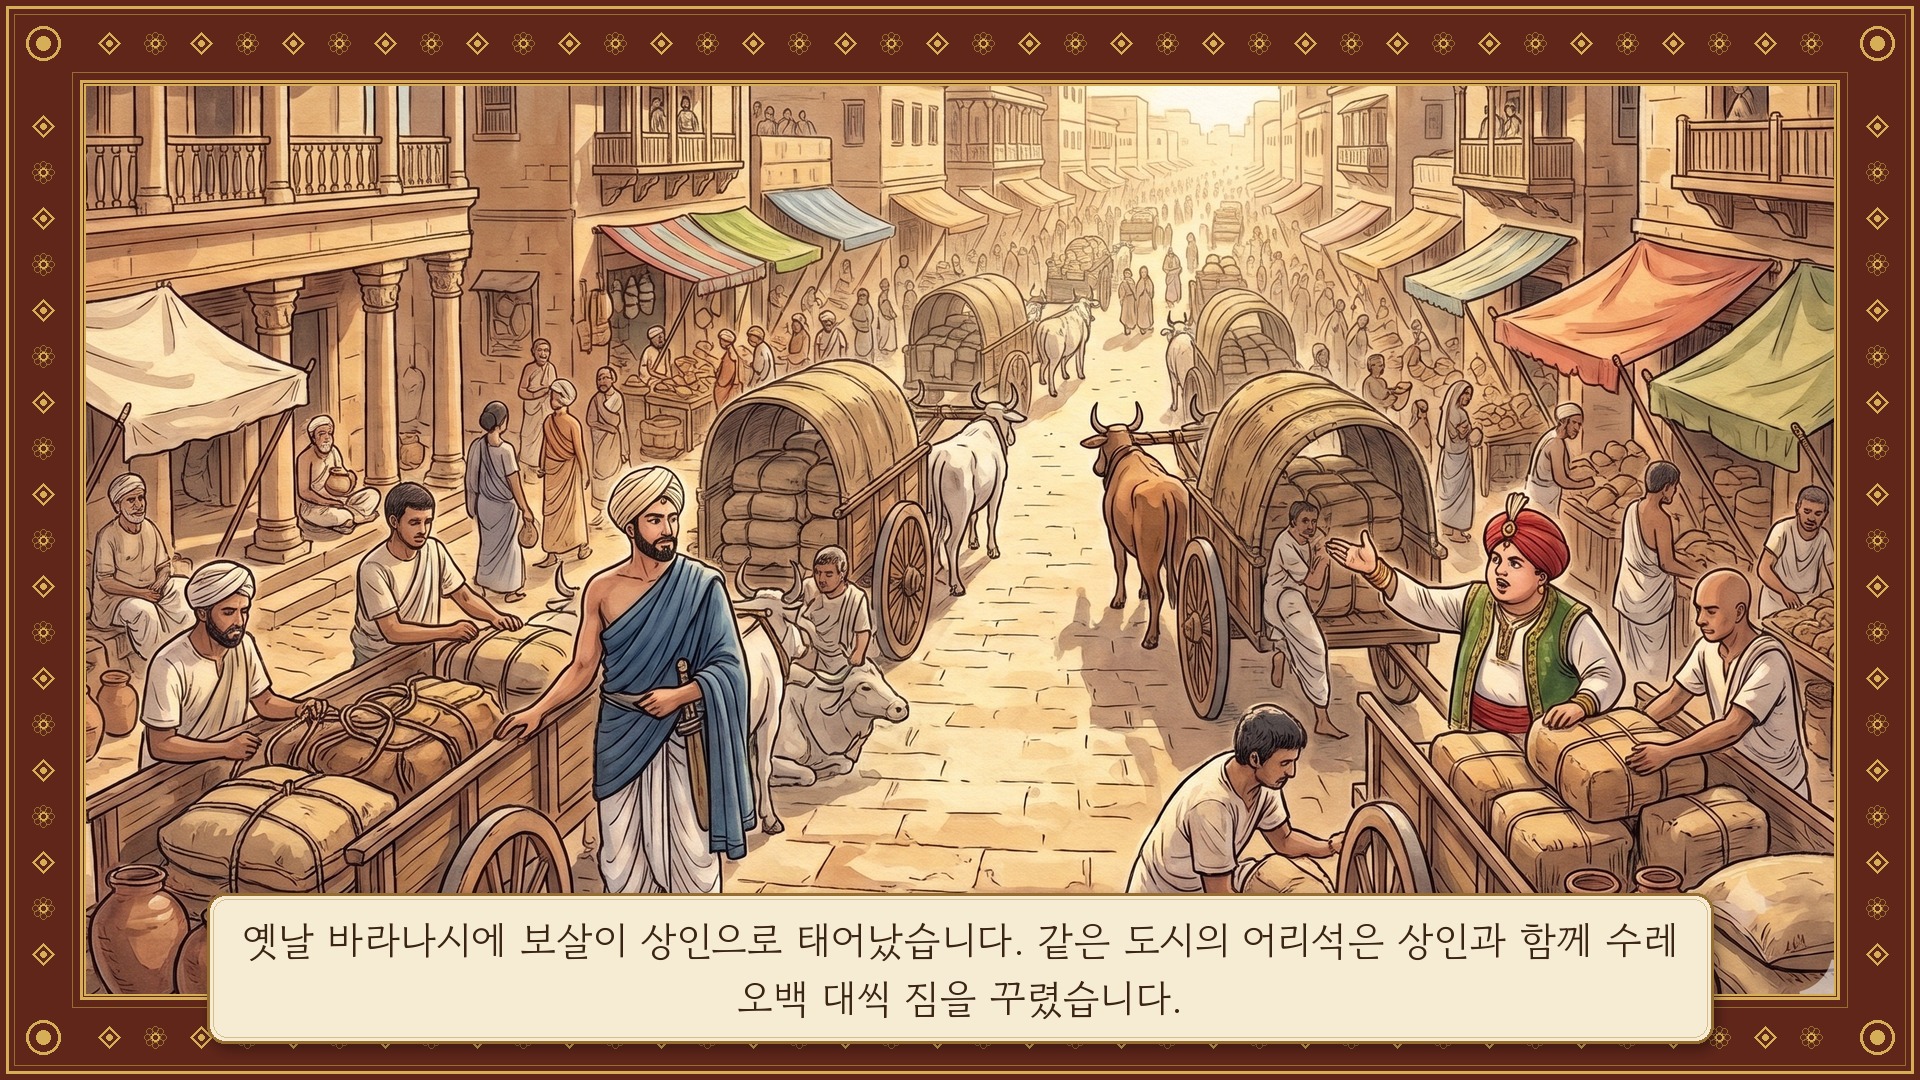 옛날 바라나시에 보살이 상인으로 태어났습니다. 같은 도시의 어리석은 상인과 함께 수레
오백 대씩 짐을 꾸렸습니다.